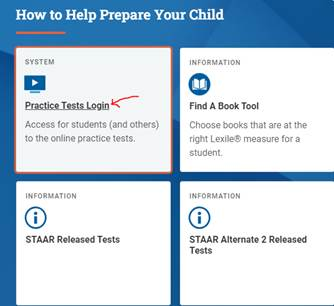 How to Help Prepare Your Child
SYSTEM
Practice Tests Login
Access for students (and others)
to the online practice tests.
INFORMATION
Find A Book Tool
Choose books that are at the
right Lexile® measure for a
student.
INFORMATION
STAAR Released Tests
INFORMATION
STAAR Alternate 2 Released
Tests